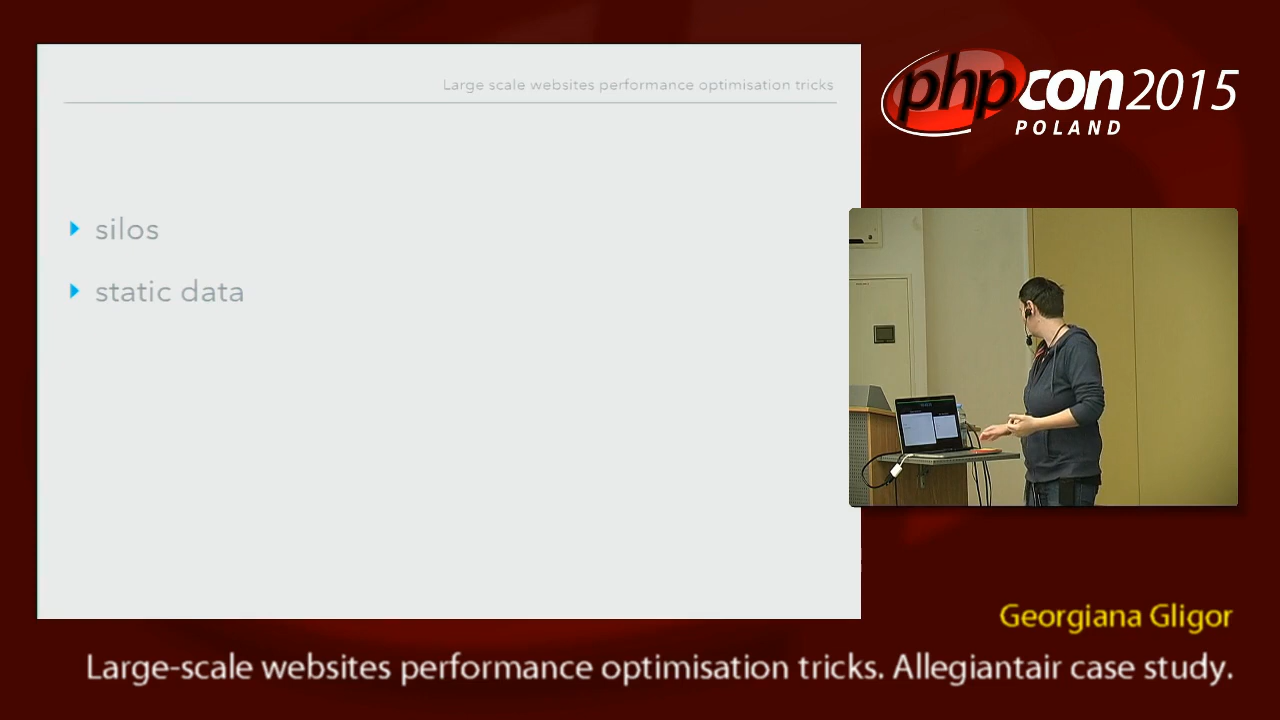 Large scale websites performance optimisation tricks
silos
static data
phpcon2015
POLAND
Georgiana Gligor
Large-scale websites performance optimisation tricks. Allegiantair case study.